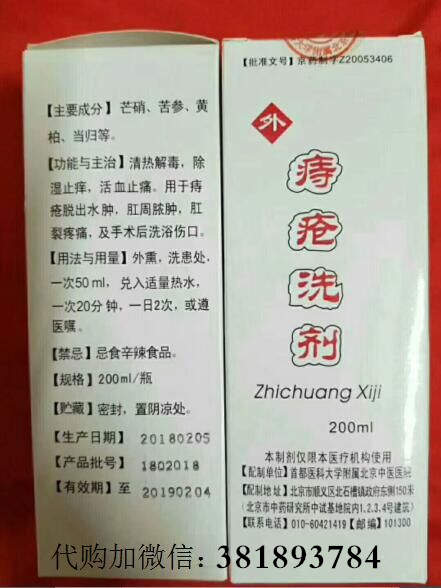 【主要成分】芒硝、苦参、黄
柏、当归等。
【功能与主治】清热解毒，除
湿止痒，活血止痛。用于痔
疮脱出水肿，肛周脓肿，肛
裂疼痛，及手术后洗浴伤口。
【用法与用量】外熏，洗患处，
一次50ml，兑入适量热水，
一次20分钟，一日2次，或遵
医嘱。
【禁忌】忌食辛辣食品。
【规格】200ml/瓶
【贮藏】密封，置阴凉处。
【生产日期】20180205
【产品批号】1802018
【有效期】至 20190204
大学附属北京
【批准文号】京药制字Z20053406
外
痔疮洗剂
Zhichuang Xiji
200ml
本制剂仅限本医疗机构使用
【配制单位】首都医科大学附属北京中医医院
【配制地址】北京市顺义区北石槽镇政府东侧150米
（北京市中药研究所中试基地院内1,2,3,4号建筑）
【联系电话】010-60421419【邮编】101300
代购加微信：381893784